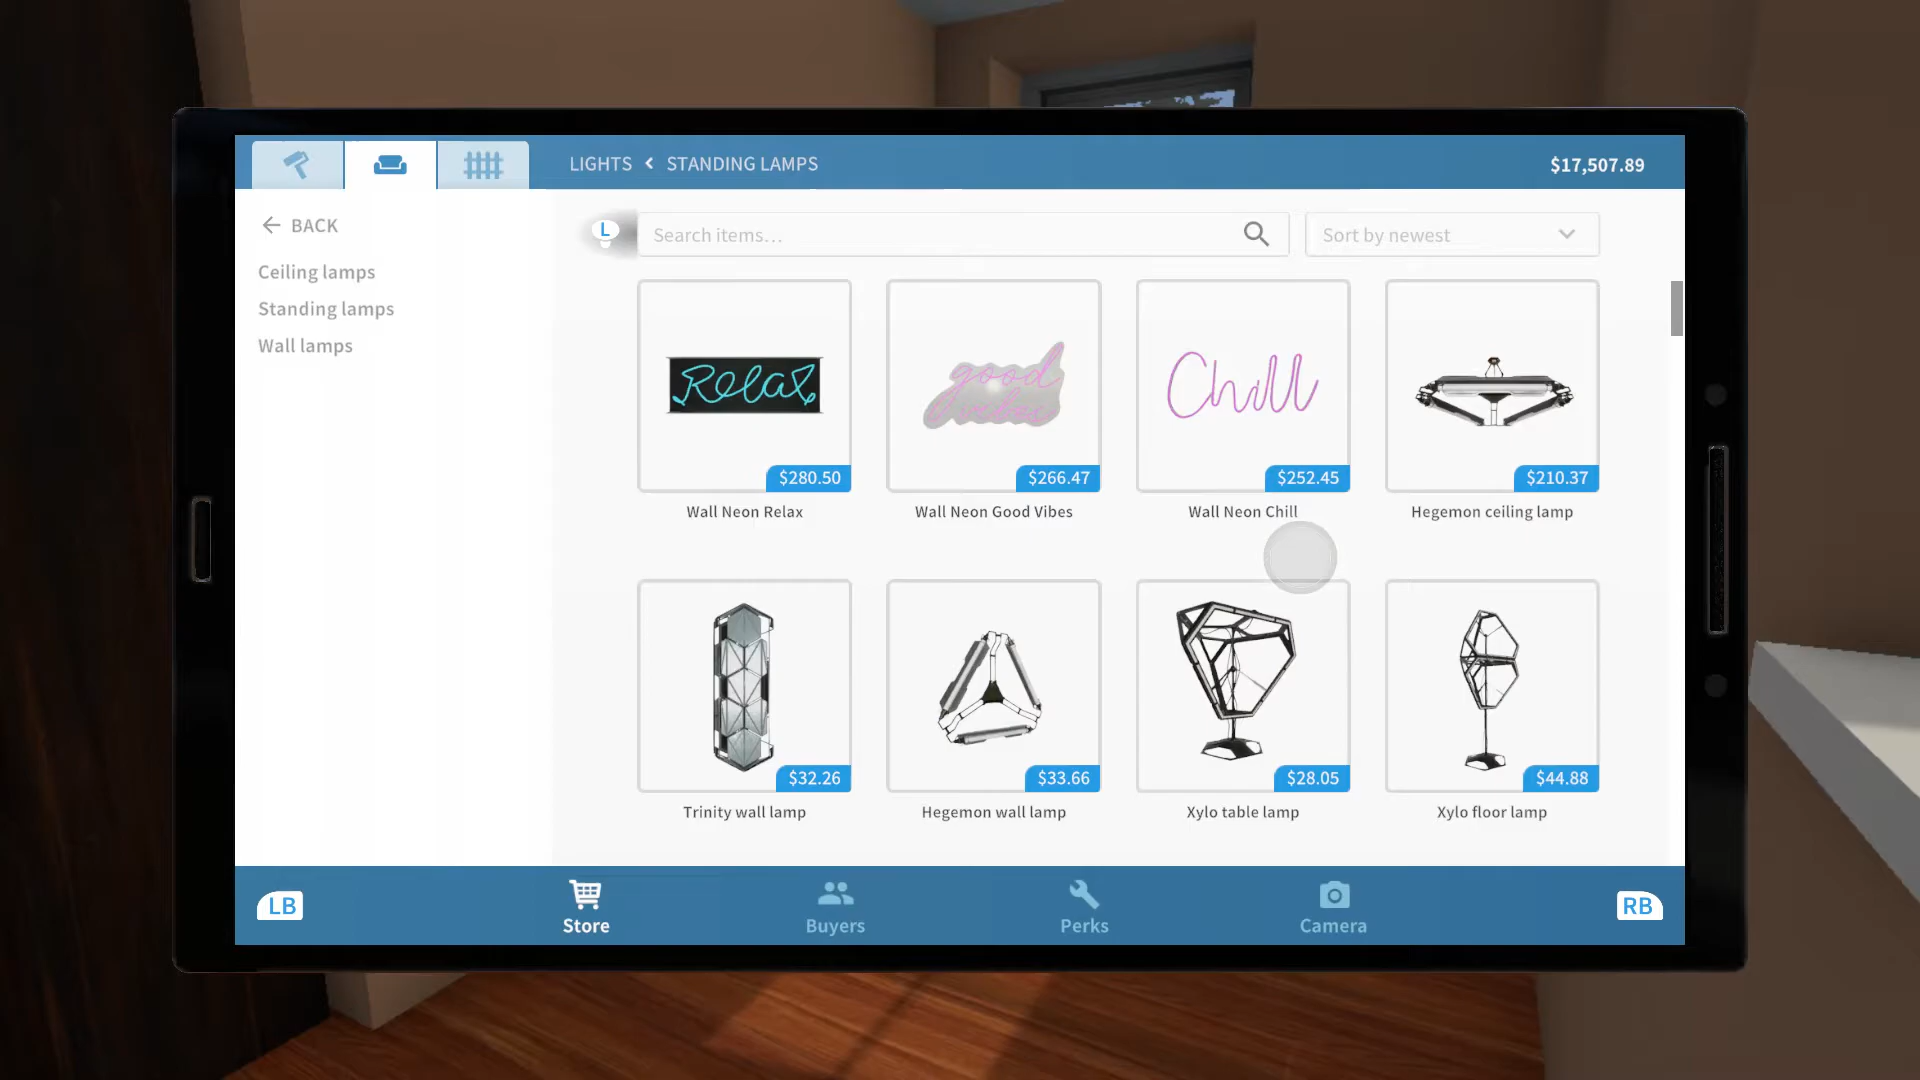 LIGHTS < STANDING LAMPS
$17,507.89
BACK
Ceiling lamps
Standing lamps
Wall lamps
L
Search items...
Sort by newest
Relax
good
vibes
Chill
$280.50
$266.47
$252.45
$210.37
Wall Neon Relax
Wall Neon Good Vibes
Wall Neon Chill
Hegemon ceiling lamp
$32.26
$33.66
$28.05
$44.88
Trinity wall lamp
Hegemon wall lamp
Xylo table lamp
Xylo floor lamp
LB
Store
Buyers
Perks
Camera
RB